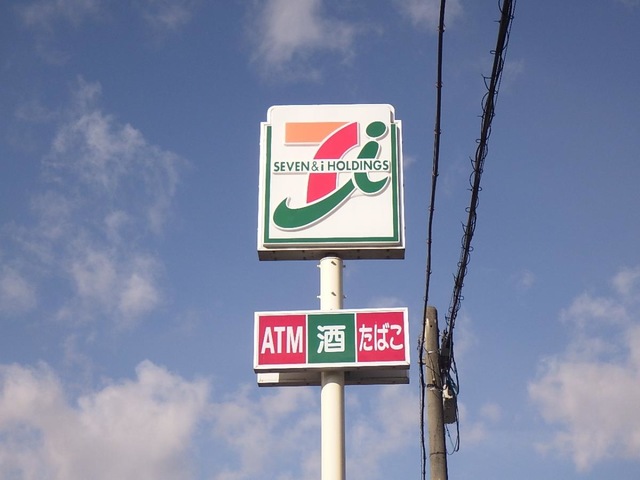 SEVEN & i HOLDINGS
ATM 酒 たばこ